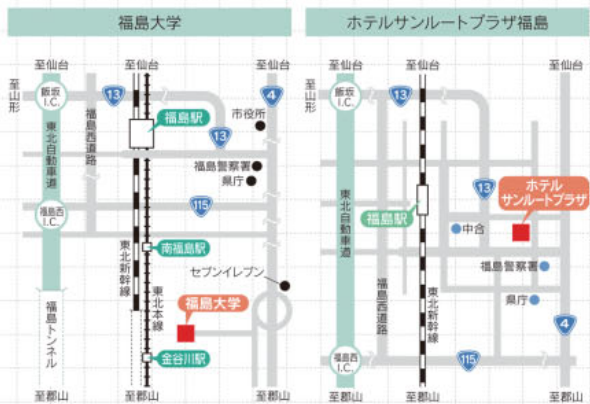 福島大学
至仙台
至仙台
至仙台
至山形
飯坂
I.C.
13
4
福島駅
市役所
13
福島西道路
東北自動車道
福島警察署
県庁
福島西
I.C.
115
南福島駅
東北新幹線
東北本線
セブンイレブン
福島大学
福島トンネル
金谷川駅
至郡山
至郡山
至郡山
ホテルサンルートプラザ福島
至仙台
至仙台
至仙台
至山形
飯坂
I.C.
13
13
ホテル
サンルートプラザ
東北自動車道
福島駅
中合
福島警察署
福島西道路
東北新幹線
県庁
4
福島西
I.C.
115
至郡山
至郡山
至郡山